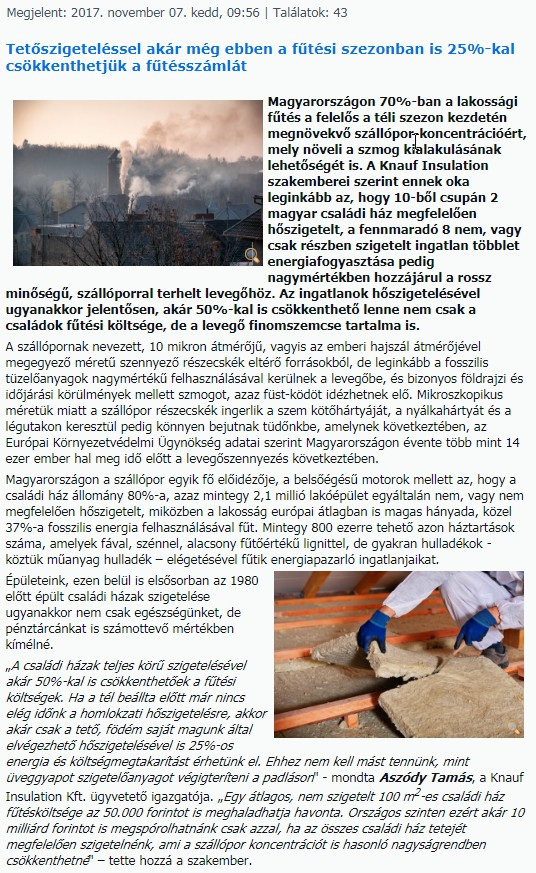 Megjelent: 2017. november 07. kedd, 09:56 | Találatok: 43
Tetőszigeteléssel akár még ebben a fűtési szezonban is 25%-kal
csökkenthetjük a fűtésszámlát
Magyarországon 70%-ban a lakossági
fűtés a felelős a téli szezon kezdetén
megnövekvő szállópor-koncentrációért,
mely növeli a szmog kialakulásának
lehetőségét is. A Knauf Insulation
szakemberei szerint ennek oka
leginkább az, hogy 10-ből csupán 2
magyar családi ház megfelelően
hőszigetelt, a fennmaradó 8 nem, vagy
csak részben szigetelt ingatlan többlet
energiafogyasztása pedig
nagymértékben hozzájárul a rossz
minőségű, szállóporral terhelt levegőhöz. Az ingatlanok hőszigetelésével
ugyanakkor jelentősen, akár 50%-kal is csökkenthető lenne nem csak a
családok fűtési költsége, de a levegő finomszemcse tartalma is.
A szállópornak nevezett, 10 mikron átmérőjű, vagyis az emberi hajszál átmérőjével
megegyező méretű szennyező részecskék eltérő forrásokból, de leginkább a fosszilis
tüzelőanyagok nagymértékű felhasználásával kerülnek a levegőbe, és bizonyos földrajzi és
időjárási körülmények mellett szmogot, azaz füst-ködöt idézhetnek elő. Mikroszkopikus
méretük miatt a szállópor részecskék ingerlik a szem kötőhártyáját, a nyálkahártyát és a
légutakon keresztül pedig könnyen bejutnak tüdőnkbe, amelynek következtében, az
Európai Környezetvédelmi Ügynökség adatai szerint Magyarországon évente több mint 14
ezer ember hal meg idő előtt a levegőszennyezés következtében.
Magyarországon a szállópor egyik fő előidézője, a belsőégésű motorok mellett az, hogy a
családi ház állomány 80%-a, azaz mintegy 2,1 millió lakóépület egyáltalán nem, vagy nem
megfelelően hőszigetelt, miközben a lakosság európai átlagban is magas hányada, közel
37%-a fosszilis energia felhasználásával fűt. Mintegy 800 ezerre tehető azon háztartások
száma, amelyek fával, szénnel, alacsony fűtőértékű lignittel, de gyakran hulladékok -
köztük műanyag hulladék – elégetésével fűtik energiapazarló ingatlanjaikat.
Épületeink, ezen belül is elsősorban az 1980
előtt épült családi házak szigetelése
ugyanakkor nem csak egészségünket, de
pénztárcánkat is számottevő mértékben
kímélné.
„A családi házak teljes körű szigetelésével
akár 50%-kal is csökkenthetőek a fűtési
költségek. Ha a tél beállta előtt már nincs
elég időnk a homlokzati hőszigetelésre, akkor
akár csak a tető, födém saját magunk által
elvégezhető hőszigetelésével is 25%-os
energia és költségmegtakarítást érhetünk el. Ehhez nem kell mást tennünk, mint
üveggyapot szigetelőanyagot végigteríteni a padláson" - mondta Aszódy Tamás, a Knauf
Insulation Kft. ügyvetető igazgatója. „Egy átlagos, nem szigetelt 100 m²-es családi ház
fűtésköltsége az 50.000 forintot is meghaladhatja havonta. Országos szinten ezért akár 10
milliárd forintot is megspórolhatnánk csak azzal, ha az összes családi ház tetejét
megfelelően szigetelnénk, ami a szállópor koncentrációt is hasonló nagyságrendben
csökkenthetné" – tette hozzá a szakember.